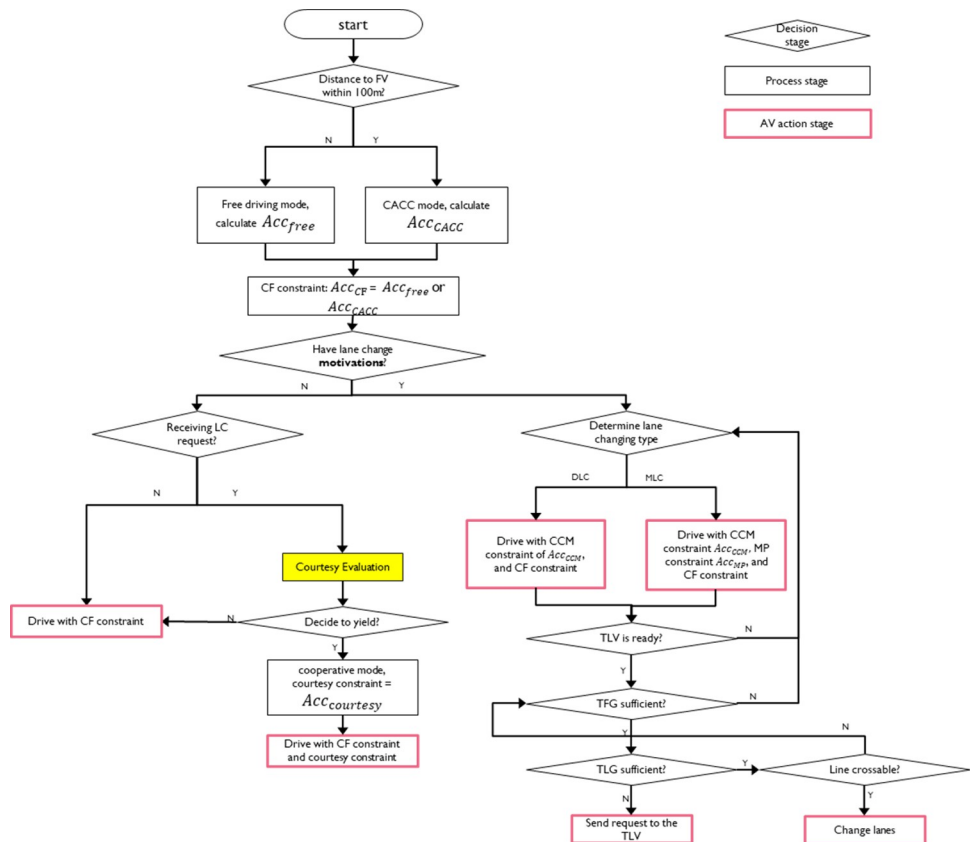 start
Decision
stage
Distance to FV
within 100m?
Process stage
AV action stage
N
Y
Free driving mode,
calculate Acc_free
CACC mode, calculate
Acc_CACC
CF constraint: Acc_CF = Acc_free or
Acc_CACC
Have lane change
motivations?
N
Y
Receiving LC
request?
Determine lane
changing type
N
Y
DLC
MLC
Drive with CCM
constraint of Acc_CCM,
and CF constraint
Drive with CCM
constraint Acc_CCM, MP
constraint Acc_MP, and
CF constraint
Courtesy Evaluation
Drive with CF constraint
N
Decide to yield?
Y
TLV is ready?
N
Y
cooperative mode,
courtesy constraint =
Acc_courtesy
TFG sufficient?
N
Y
N
Drive with CF constraint
and courtesy constraint
TLG sufficient?
Y
Line crossable?
N
Y
Send request to the
TLV
Change lanes